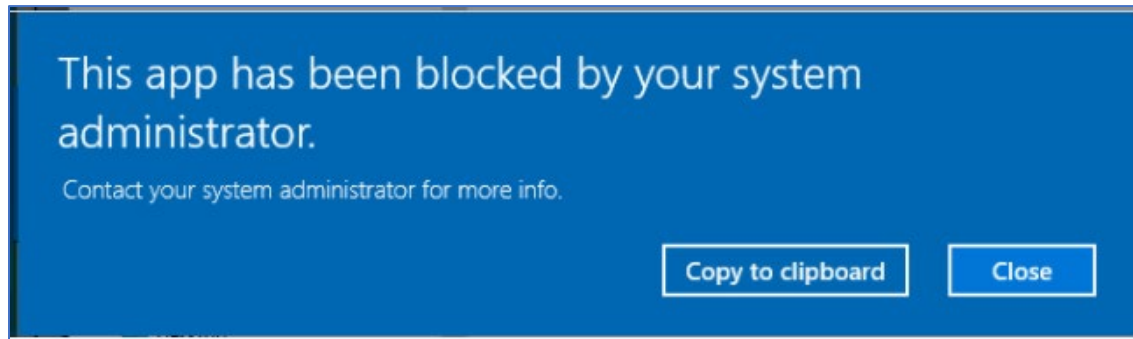 This app has been blocked by your system
administrator.
Contact your system administrator for more info.
Copy to clipboard
Close